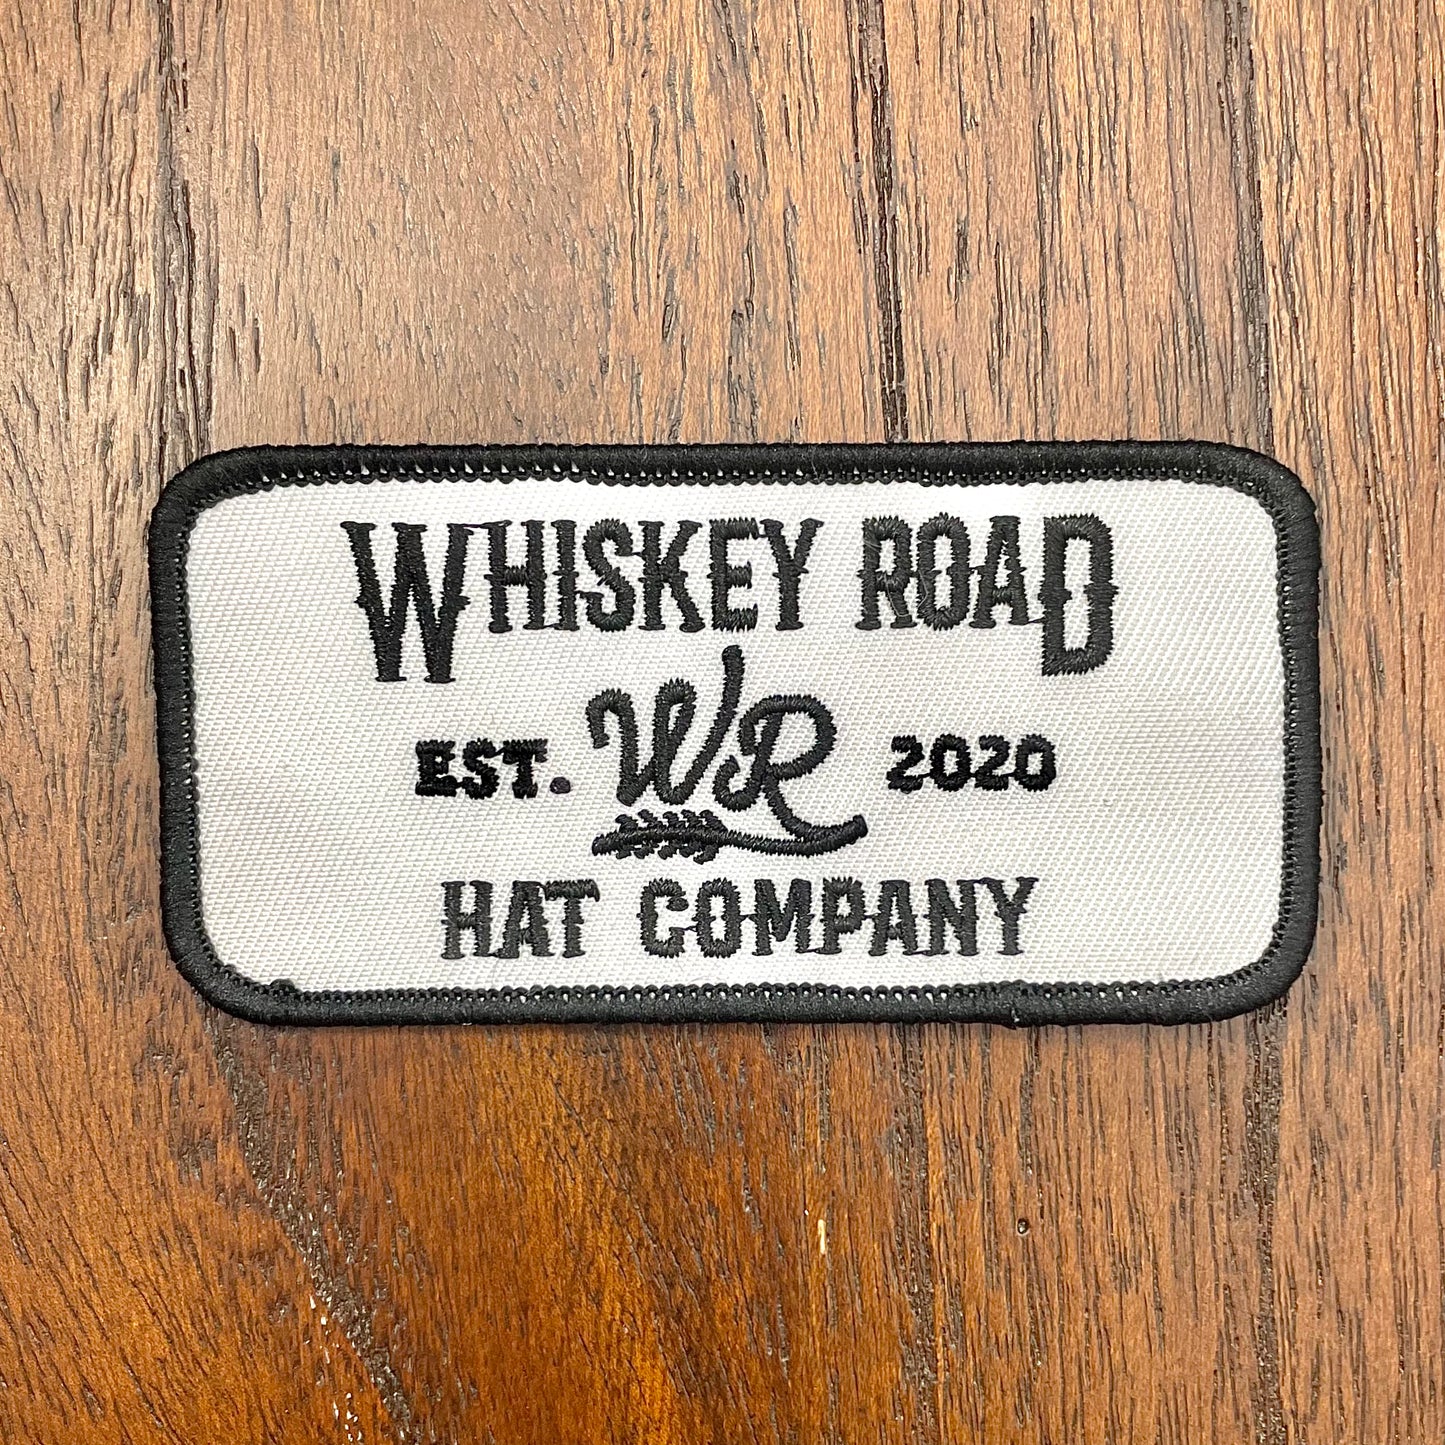 WHISKEY ROAD
EST. WR 2020
HAT COMPANY